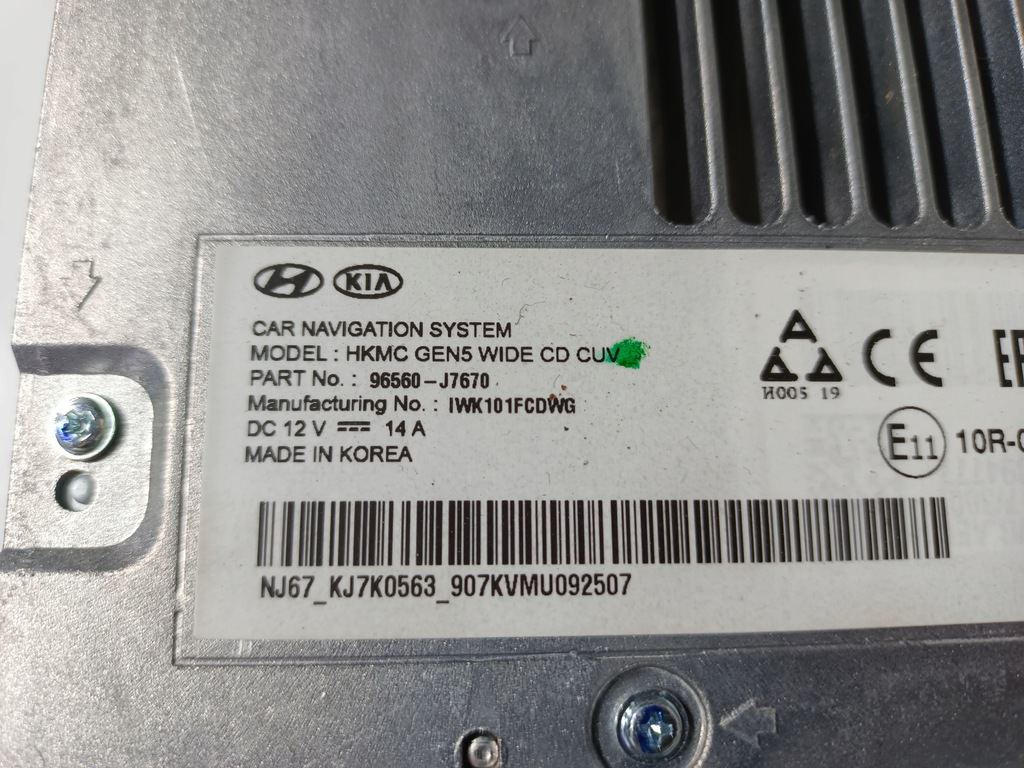 KIA
CAR NAVIGATION SYSTEM
MODEL : HKMC GEN5 WIDE CD CUV
PART No. : 96560-J7670
Manufacturing No. : IWK101FCDWG
DC 12 V 14 A
MADE IN KOREA
A
H005 19
CE
E11 10R-
NJ67_KJ7K0563_907KVMU092507